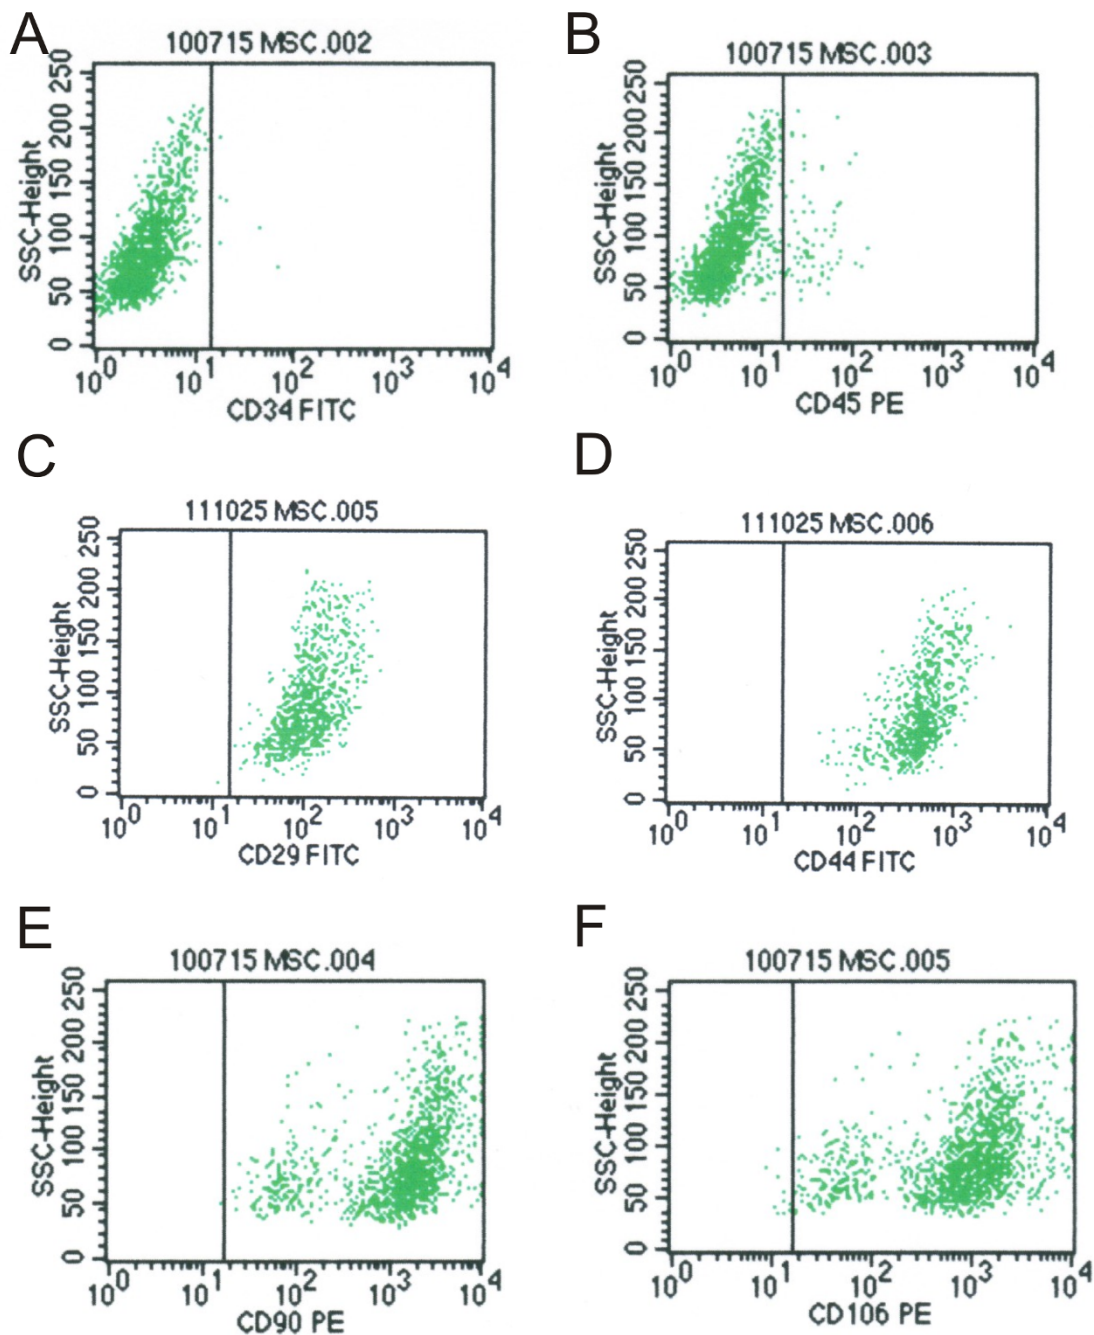 A
100715 MSC.002
SSC-Height
0 50 100 150 200 250
10^0 10^1 10^2 10^3 10^4
CD34 FITC
B
100715 MSC.003
SSC-Height
0 50 100 150 200 250
10^0 10^1 10^2 10^3 10^4
CD45 PE
C
111025 MSC.005
SSC-Height
0 50 100 150 200 250
10^0 10^1 10^2 10^3 10^4
CD29 FITC
D
111025 MSC.006
SSC-Height
0 50 100 150 200 250
10^0 10^1 10^2 10^3 10^4
CD44 FITC
E
100715 MSC.004
SSC-Height
0 50 100 150 200 250
10^0 10^1 10^2 10^3 10^4
CD90 PE
F
100715 MSC.005
SSC-Height
0 50 100 150 200 250
10^0 10^1 10^2 10^3 10^4
CD106 PE